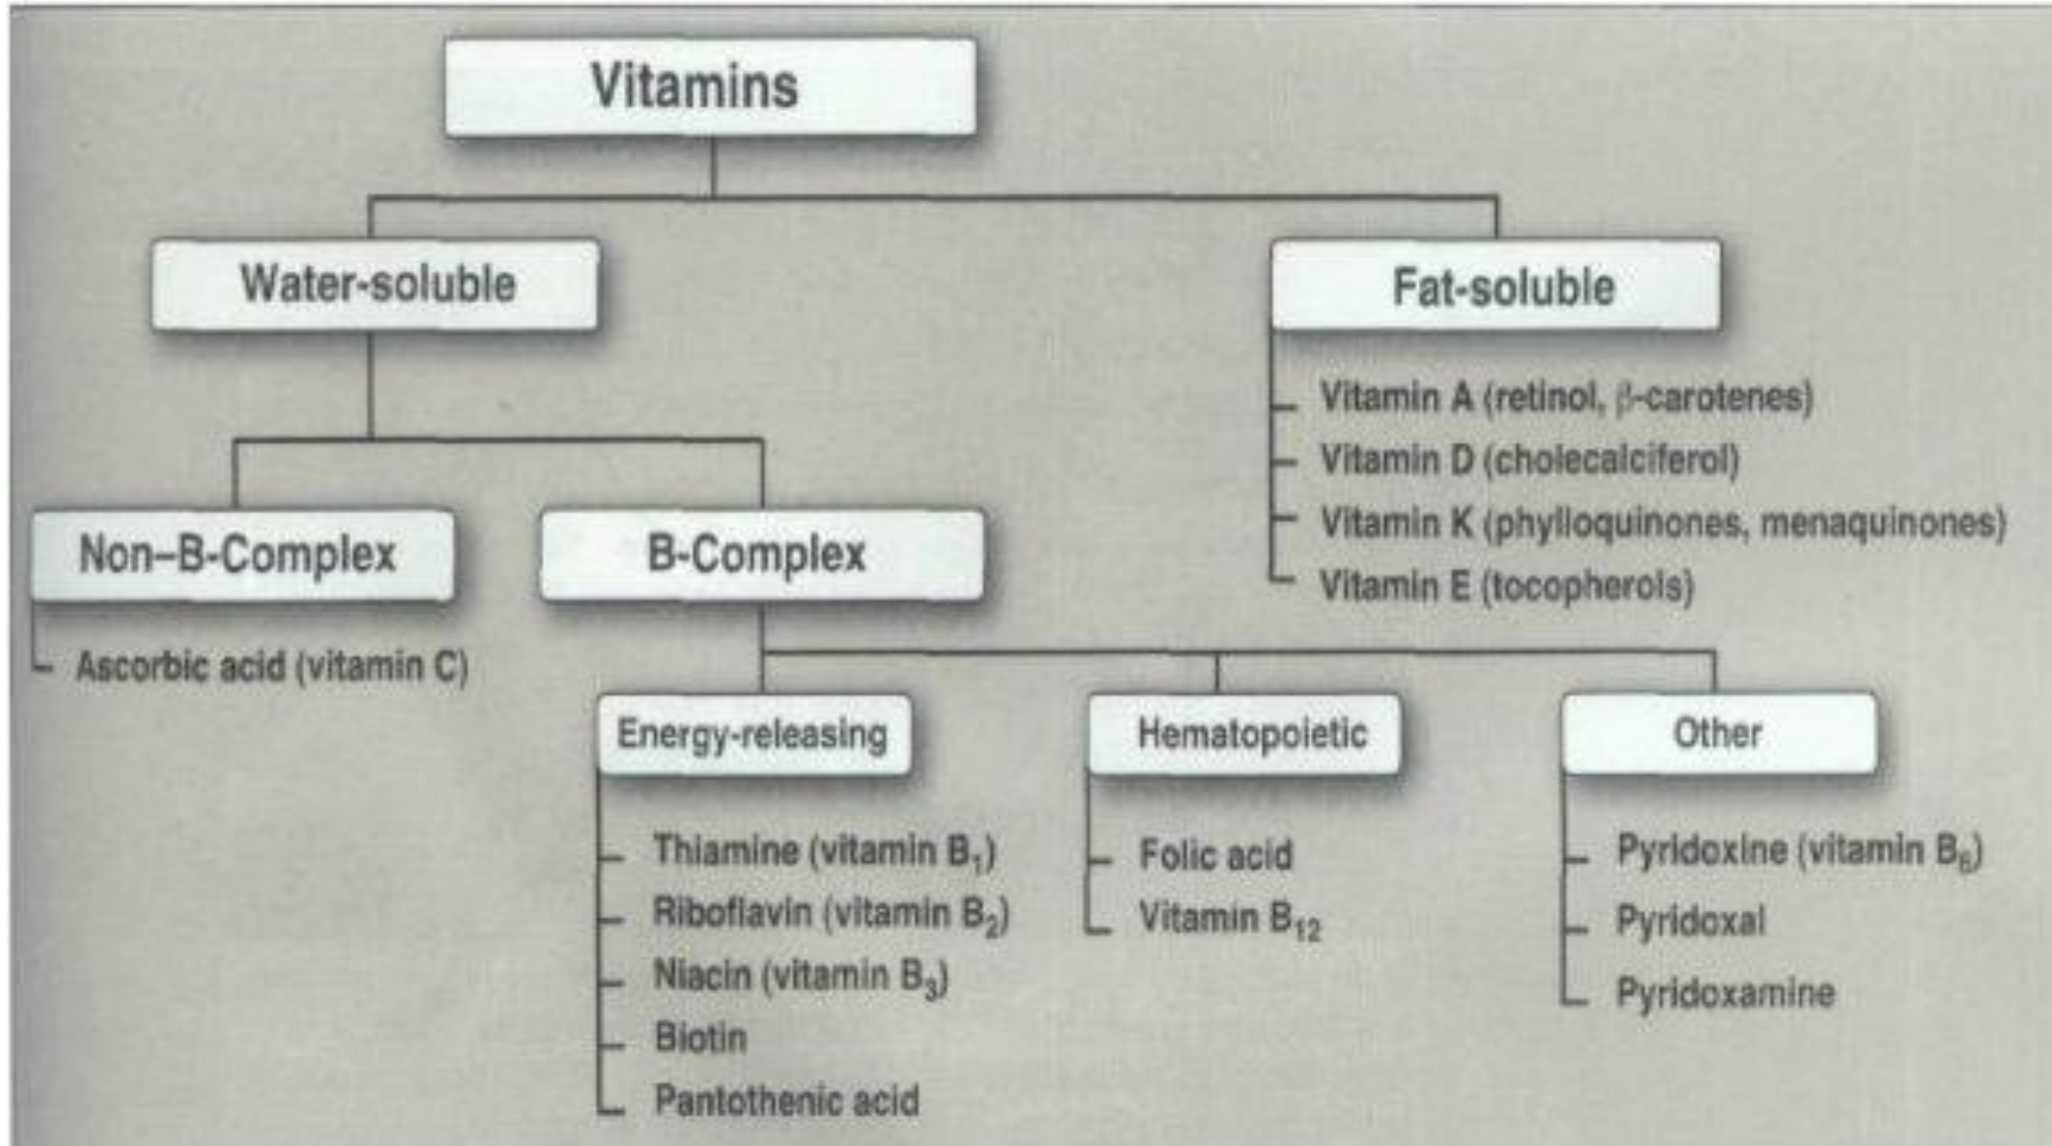 Vitamins
Water-soluble
Fat-soluble
Vitamin A (retinol, β-carotenes)
Vitamin D (cholecalciferol)
Vitamin K (phylloquinones, menaquinones)
Vitamin E (tocopherols)
Non–B-Complex
B-Complex
Ascorbic acid (vitamin C)
Energy-releasing
Hematopoietic
Other
Thiamine (vitamin B₁)
Riboflavin (vitamin B₂)
Niacin (vitamin B₃)
Biotin
Pantothenic acid
Folic acid
Vitamin B₁₂
Pyridoxine (vitamin B₆)
Pyridoxal
Pyridoxamine